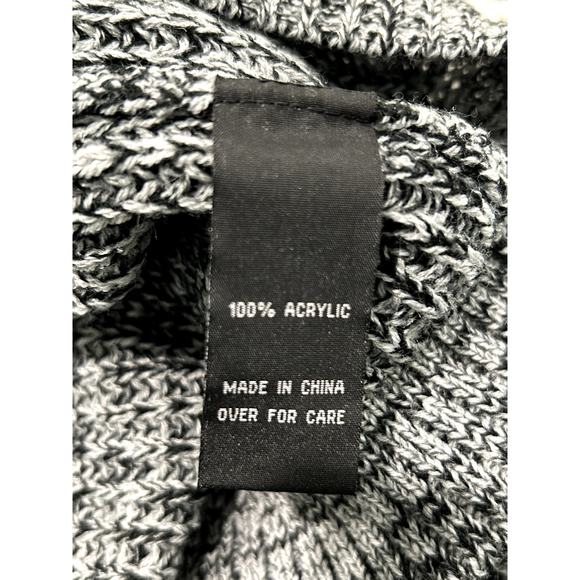 100% ACRYLIC
MADE IN CHINA
OVER FOR CARE